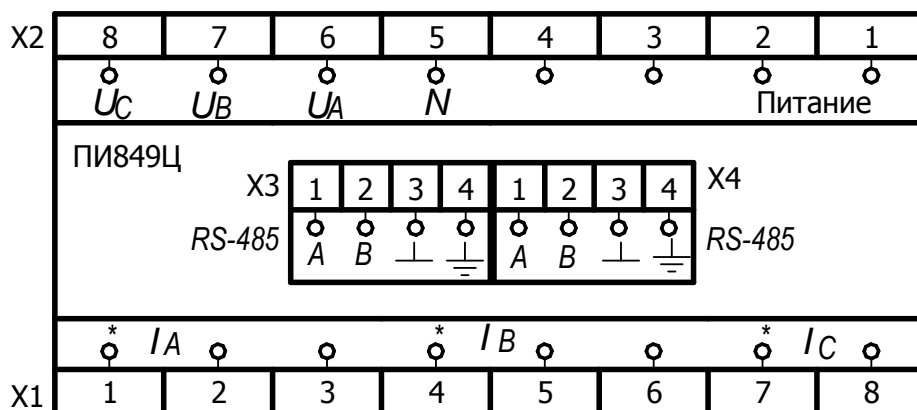 X2 8 7 6 5 4 3 2 1
UC UB UA N Питание
ПИ849Ц
X3 1 2 3 4 1 2 3 4 X4
RS-485 A B A B RS-485
* IA * IB * IC
X1 1 2 3 4 5 6 7 8